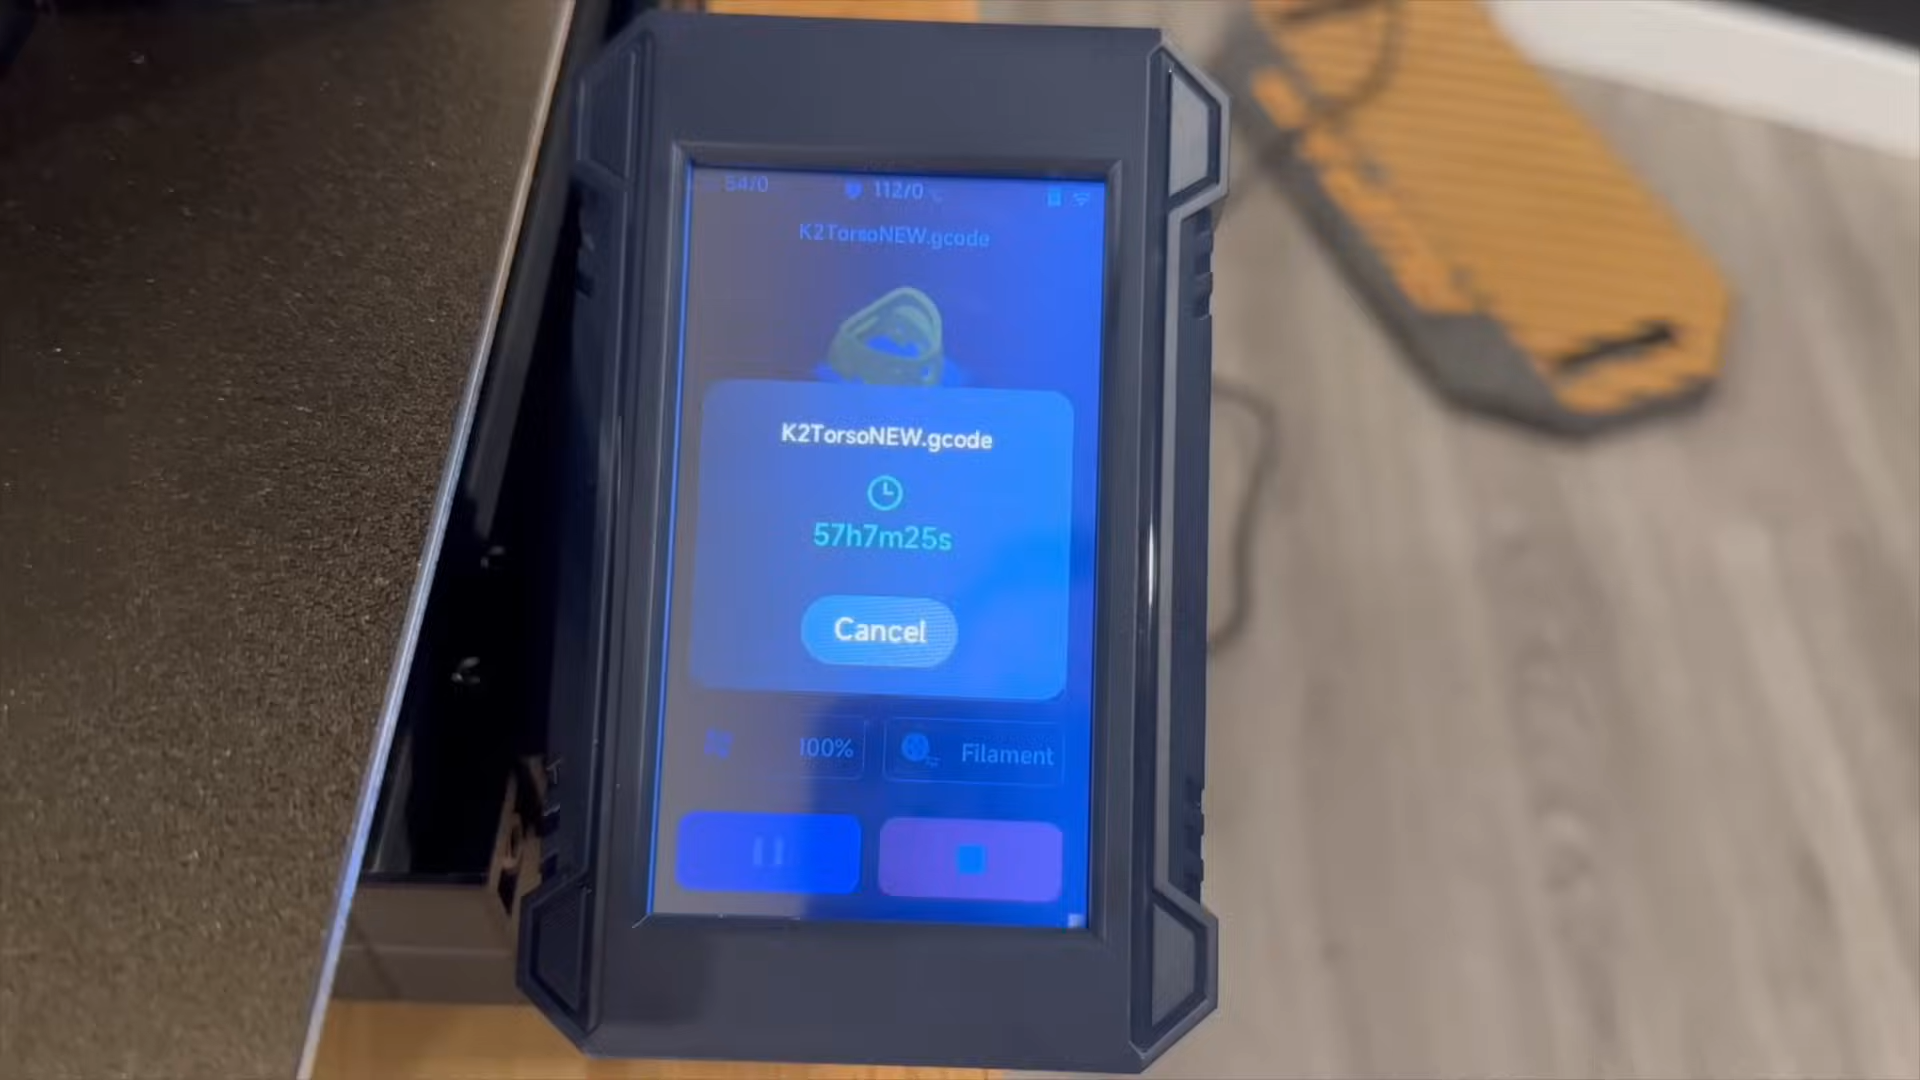 54/0 112/0 °C
K2TorsoNEW.gcode
K2TorsoNEW.gcode
57h7m25s
Cancel
100% Filament